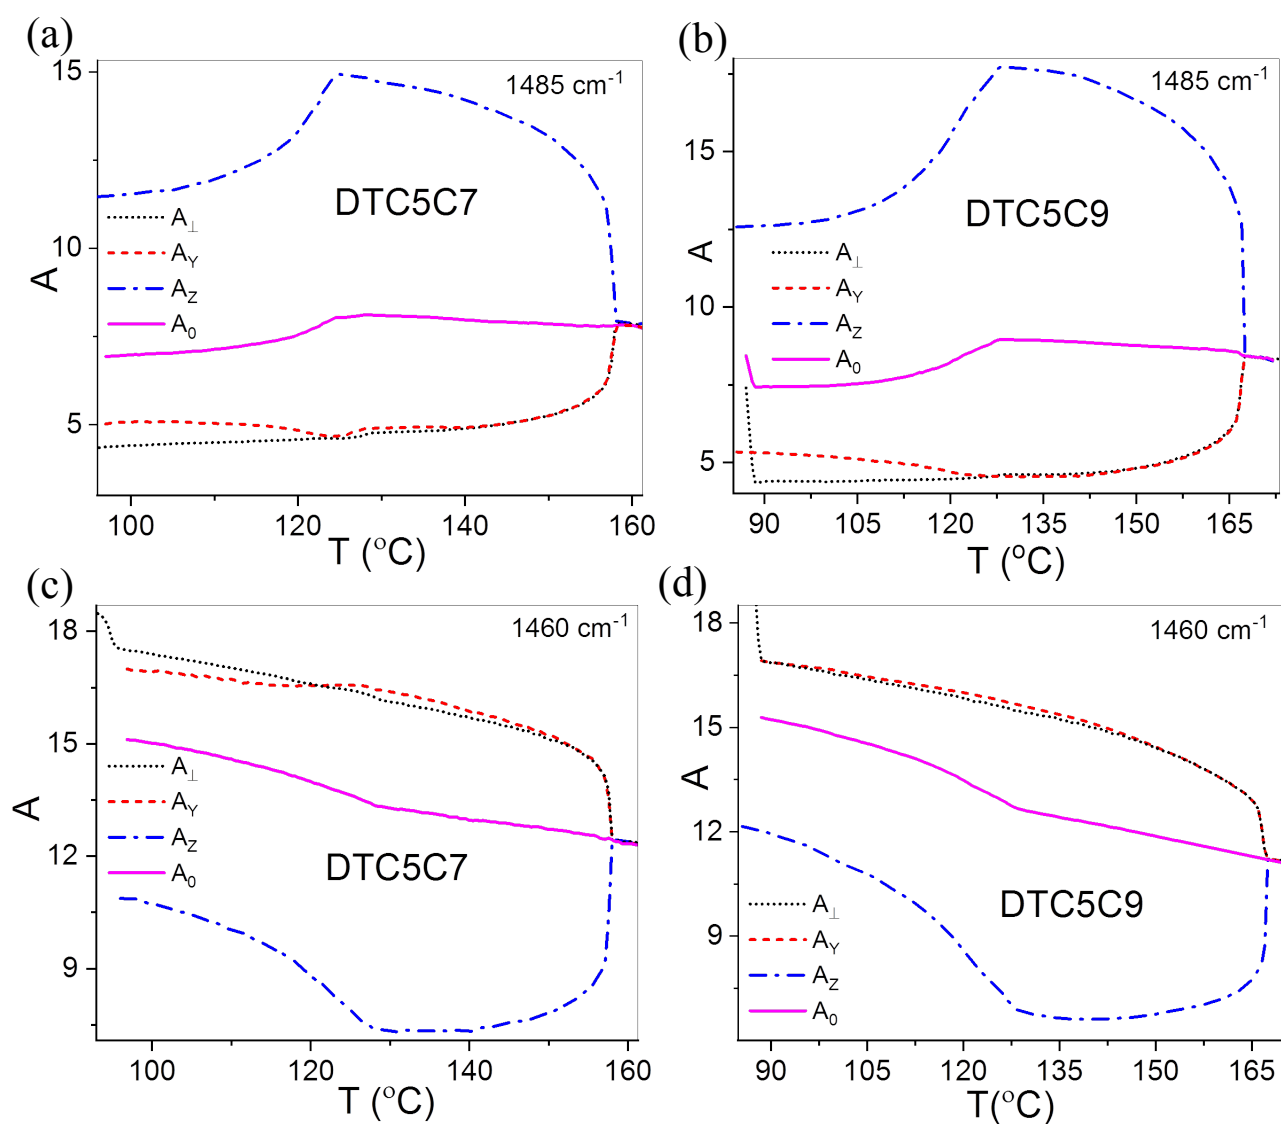 (a)
1485 cm-1
15
10
5
A
DTC5C7
A⊥
AY
AZ
A0
100 120 140 160
T (oC)
(b)
1485 cm-1
15
10
5
A
DTC5C9
A⊥
AY
AZ
A0
90 105 120 135 150 165
T (oC)
(c)
1460 cm-1
18
15
12
9
A
A⊥
AY
AZ
A0
DTC5C7
100 120 140 160
T (oC)
(d)
1460 cm-1
18
15
12
9
A
DTC5C9
A⊥
AY
AZ
A0
90 105 120 135 150 165
T(oC)